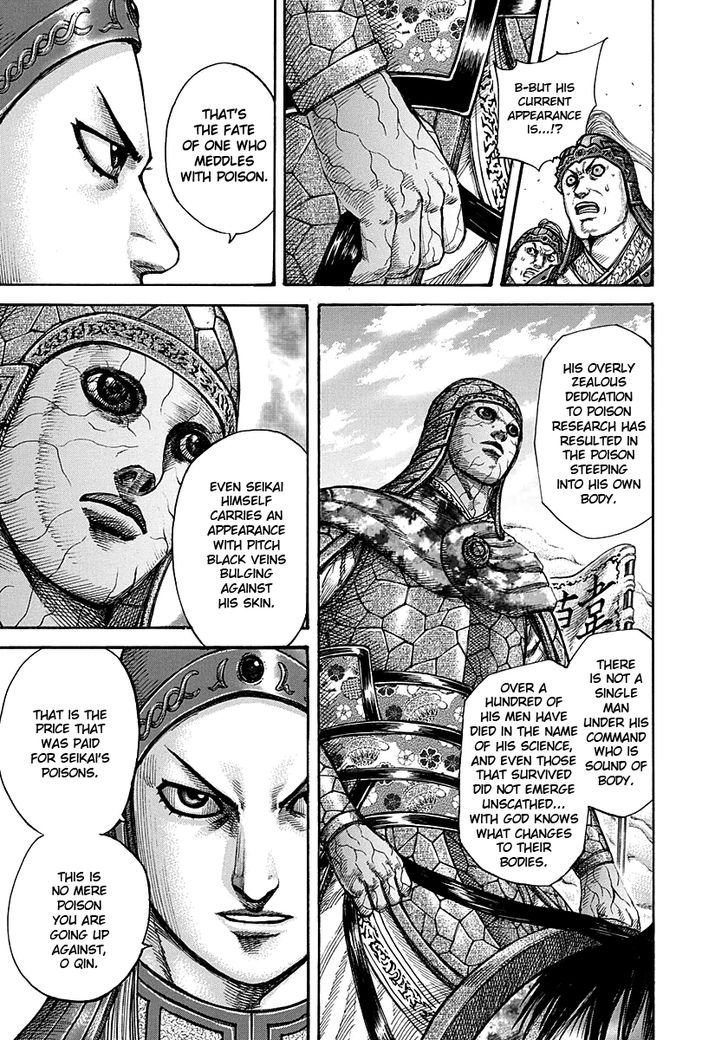 B-BUT HIS
CURRENT
APPEARANCE
IS...!?
THAT'S
THE FATE
OF ONE WHO
MEDDLES
WITH POISON.
HIS OVERLY
ZEALOUS
DEDICATION
TO POISON
RESEARCH
HAS RESULTED
IN THE POISON
STEEPING
INTO HIS OWN
BODY.
THERE
IS NOT A
SINGLE
MAN
UNDER HIS
COMMAND
WHO IS
SOUND OF
BODY.
OVER A
HUNDRED OF
HIS MEN HAVE
DIED IN THE NAME
OF HIS SCIENCE,
AND EVEN THOSE
THAT SURVIVED
DID NOT EMERGE
UNSCATHED...
WITH GOD KNOWS
WHAT CHANGES
TO THEIR
BODIES.
EVEN SEIKAI
HIMSELF
CARRIES AN
APPEARANCE
WITH PITCH
BLACK VEINS
BULGING
AGAINST
HIS SKIN.
THAT IS THE
PRICE THAT
WAS PAID
FOR SEIKAI'S
POISONS.
THIS IS
NO MERE
POISON
YOU ARE
GOING UP
AGAINST,
O QIN.